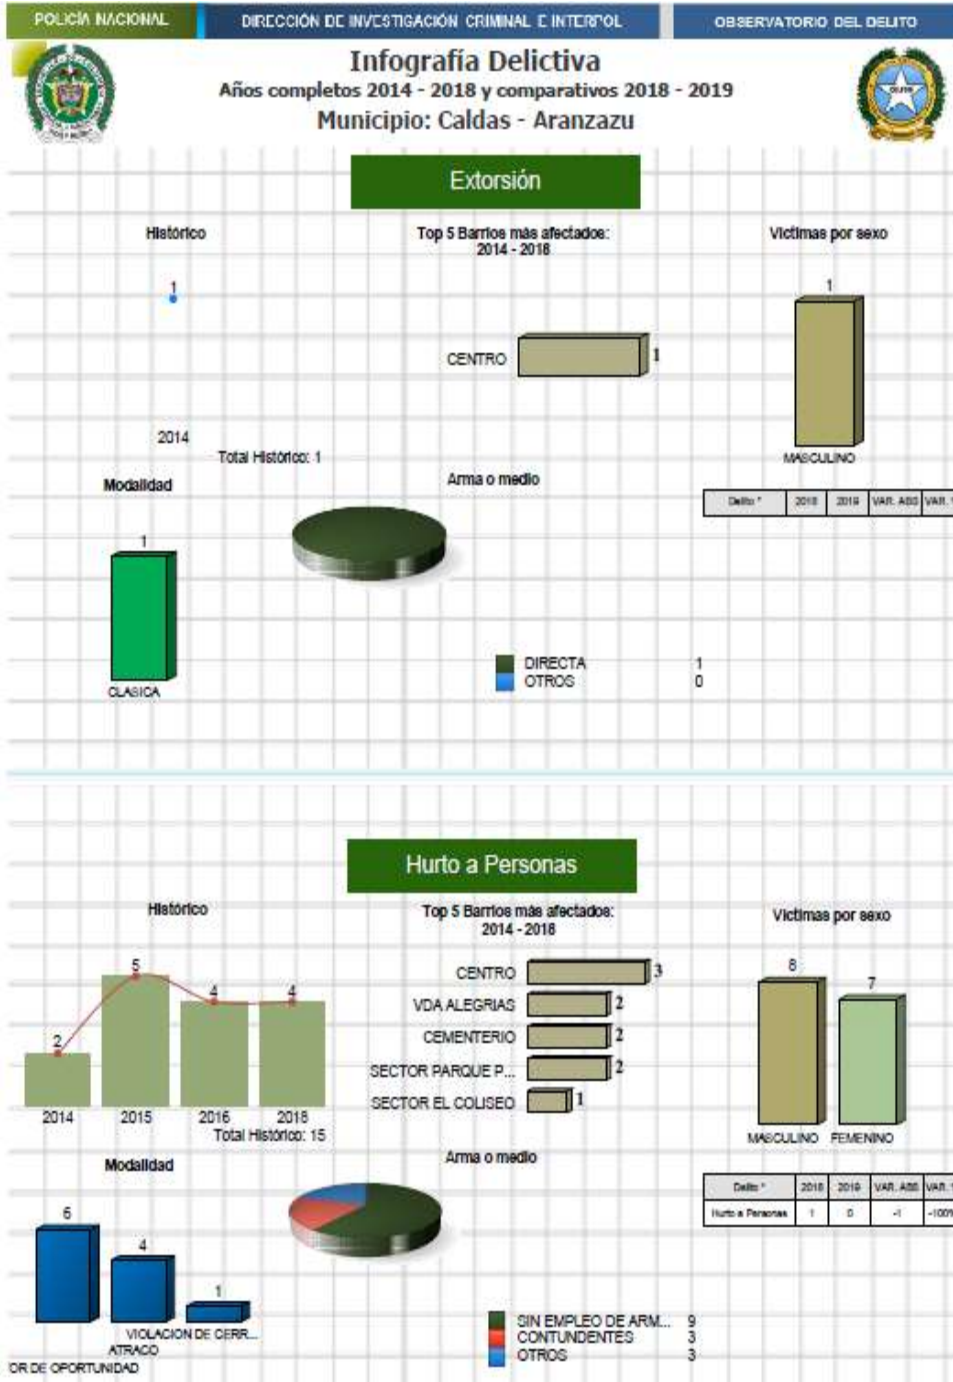 POLICÍA NACIONAL
DIRECCIÓN DE INVESTIGACIÓN CRIMINAL E INTERPOL
OBSERVATORIO DEL DELITO
Infografía Delictiva
Años completos 2014 - 2018 y comparativos 2018 - 2019
Municipio: Caldas - Aranzazu
Extorsión
Histórico
1
2014
Total Histórico: 1
Top 5 Barrios más afectados:
2014 - 2018
CENTRO 1
Victimas por sexo
1
MASCULINO
Modalidad
1
CLASICA
Arma o medio
DIRECTA 1
OTROS 0
Delito * 2018 2019 VAR. ABS VAR.
Hurto a Personas
Histórico
2 5 4 4
2014 2015 2016 2018
Total Histórico: 15
Top 5 Barrios más afectados:
2014 - 2018
CENTRO 3
VDA ALEGRIAS 2
CEMENTERIO 2
SECTOR PARQUE P... 2
SECTOR EL COLISEO 1
Victimas por sexo
8 7
MASCULINO FEMENINO
Modalidad
4 1
VIOLACION DE CERR...
ATRACO
OR DE OPORTUNIDAD
Arma o medio
SIN EMPLEO DE ARM... 9
CONTUNDENTES 3
OTROS 3
Delito * 2018 2019 VAR. ABS VAR.
Hurto a Personas 1 0 -1 -100%